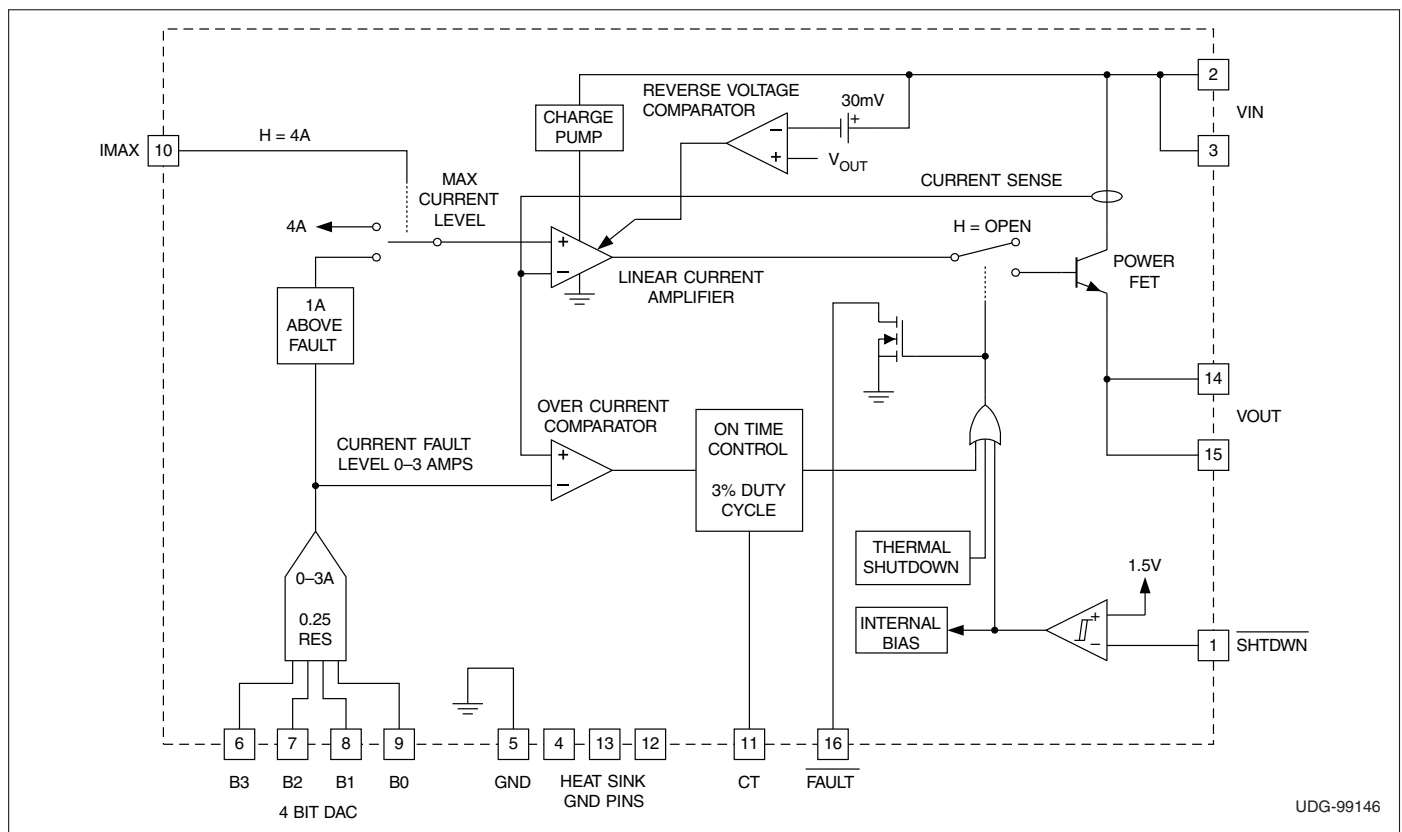 REVERSE VOLTAGE
COMPARATOR
30mV
+
2
VIN
3
CHARGE
PUMP
−
+
VOUT
IMAX
10
H = 4A
MAX
CURRENT
LEVEL
CURRENT SENSE
4A
+
−
H = OPEN
LINEAR CURRENT
AMPLIFIER
POWER
FET
1A
ABOVE
FAULT
14
VOUT
15
OVER CURRENT
COMPARATOR
CURRENT FAULT
LEVEL 0–3 AMPS
+
−
ON TIME
CONTROL
3% DUTY
CYCLE
THERMAL
SHUTDOWN
1.5V
0–3A
0.25
RES
INTERNAL
BIAS
+
−
1
SHTDWN
6
7
8
9
5
4
13
12
11
16
B3
B2
B1
B0
GND
HEAT SINK
GND PINS
CT
FAULT
4 BIT DAC
UDG-99146